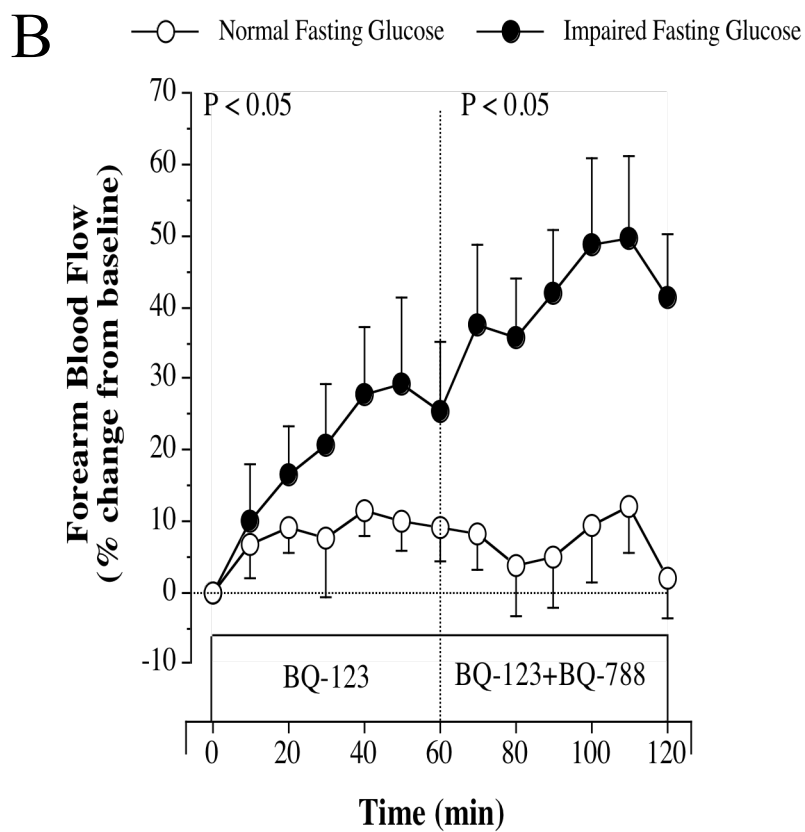 B
Normal Fasting Glucose
Impaired Fasting Glucose
Forearm Blood Flow
(% change from baseline)
70
60
50
40
30
20
10
0
-10
P < 0.05
P < 0.05
BQ-123
BQ-123+BQ-788
0 20 40 60 80 100 120
Time (min)